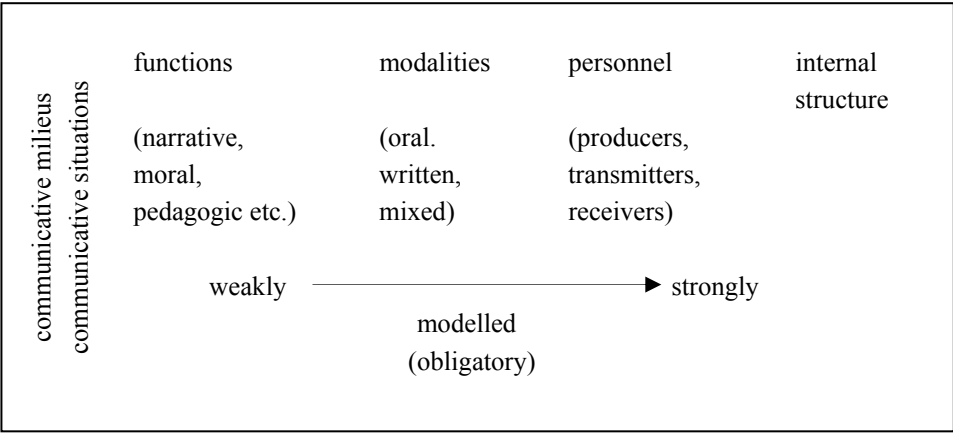 communicative milieus
communicative situations
functions modalities personnel internal
structure
(narrative, (oral. (producers,
moral, written, transmitters,
pedagogic etc.) mixed) receivers)
weakly strongly
modelled
(obligatory)